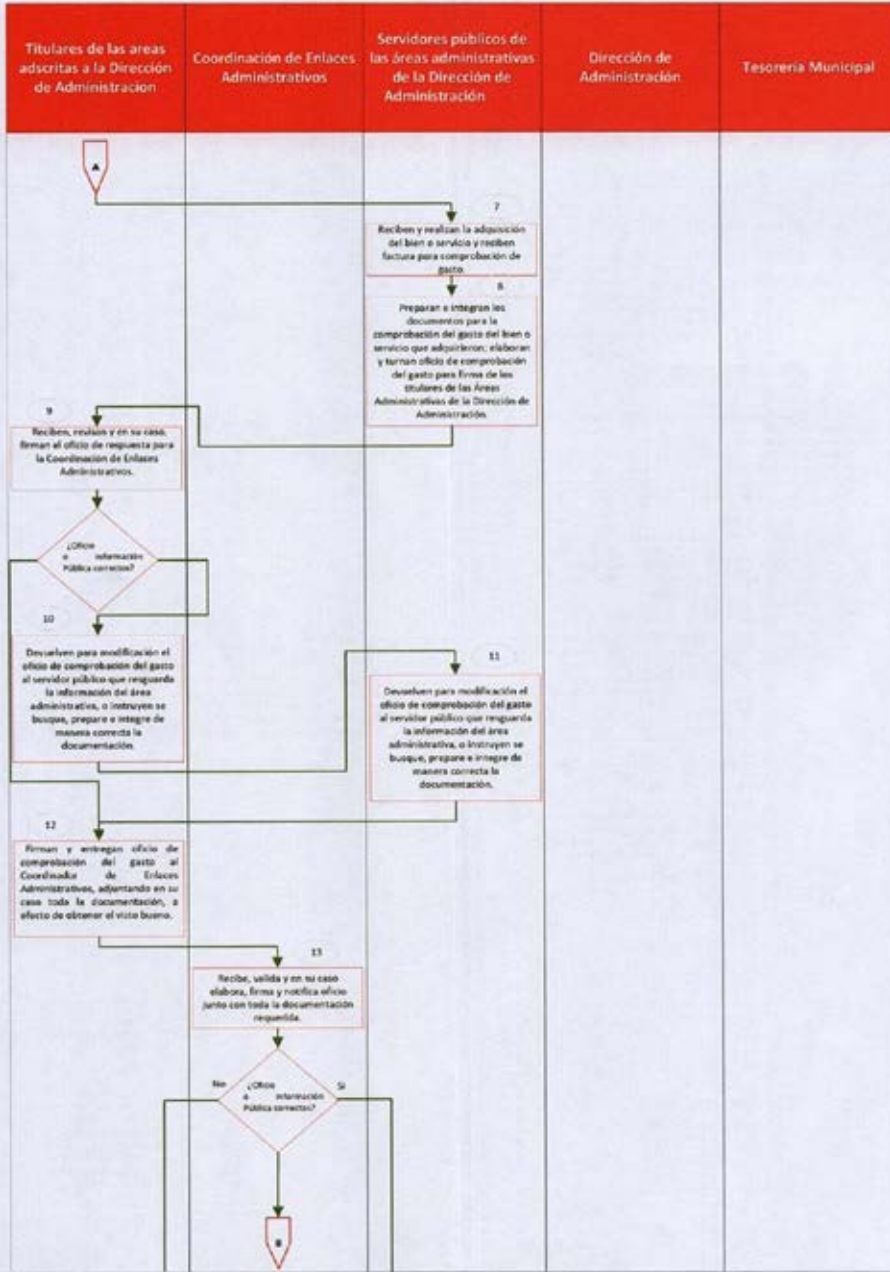 Titulares de las areas
adscritas a la Dirección
de Administracion
Coordinación de Enlaces
Administrativos
Servidores públicos de
las áreas administrativas
de la Dirección de
Administración
Dirección de
Administración
Tesorería Municipal
A
7
Reciben y realizan la adquisición
del bien o servicio y reciben
factura para comprobación de
gasto.
8
Preparan e integran los
documentos para la
comprobación del gasto del bien o
servicio que adquirieron; elaboran
y turnan oficio de comprobación
del gasto para firma de los
titulares de las Áreas
Administrativas de la Dirección de
Administración.
9
Reciben, revisan y en su caso,
firman el oficio de respuesta para
la Coordinación de Enlaces
Administrativos.
¿Oficio
e información
Pública correctos?
10
Devuelven para modificación el
oficio de comprobación del gasto
al servidor público que resguarda
la información del área
administrativa, o instruyen se
busque, prepare e integre de
manera correcta la
documentación.
11
Devuelven para modificación el
oficio de comprobación del gasto
al servidor público que resguarda
la información del área
administrativa, o instruyen se
busque, prepare e integre de
manera correcta la
documentación.
12
Firman y entregan oficio de
comprobación del gasto al
Coordinador de Enlaces
Administrativos, adjuntando en su
caso toda la documentación, a
efecto de obtener el visto bueno.
13
Recibe, valida y en su caso
elabora, firma y notifica oficio
junto con toda la documentación
requerida.
No
¿Oficio
e información
Pública correctos?
Si
B